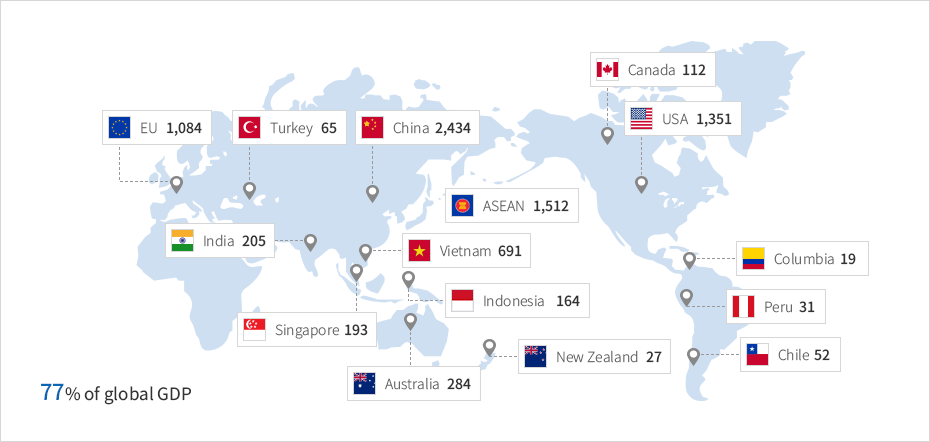 Canada 112
USA 1,351
EU 1,084
Turkey 65
China 2,434
ASEAN 1,512
India 205
Vietnam 691
Columbia 19
Indonesia 164
Peru 31
Singapore 193
New Zealand 27
Chile 52
Australia 284
77% of global GDP